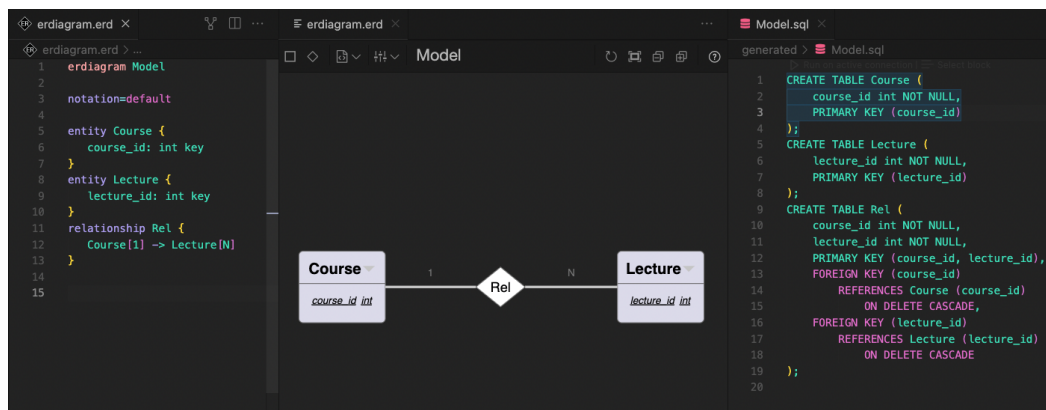 erdiagram.erd
erdiagram.erd > ...
1 erdiagram Model
2
3 notation=default
4
5 entity Course {
6 course_id: int key
7 }
8 entity Lecture {
9 lecture_id: int key
10 }
11 relationship Rel {
12 Course[1] -> Lecture[N]
13 }
14
15
erdiagram.erd
Model
Course
course_id int
1
Rel
N
Lecture
lecture_id int
Model.sql
generated > Model.sql
1 CREATE TABLE Course (
2 course_id int NOT NULL,
3 PRIMARY KEY (course_id)
4 );
5 CREATE TABLE Lecture (
6 lecture_id int NOT NULL,
7 PRIMARY KEY (lecture_id)
8 );
9 CREATE TABLE Rel (
10 course_id int NOT NULL,
11 lecture_id int NOT NULL,
12 PRIMARY KEY (course_id, lecture_id),
13 FOREIGN KEY (course_id)
14 REFERENCES Course (course_id)
15 ON DELETE CASCADE,
16 FOREIGN KEY (lecture_id)
17 REFERENCES Lecture (lecture_id)
18 ON DELETE CASCADE
19 );
20